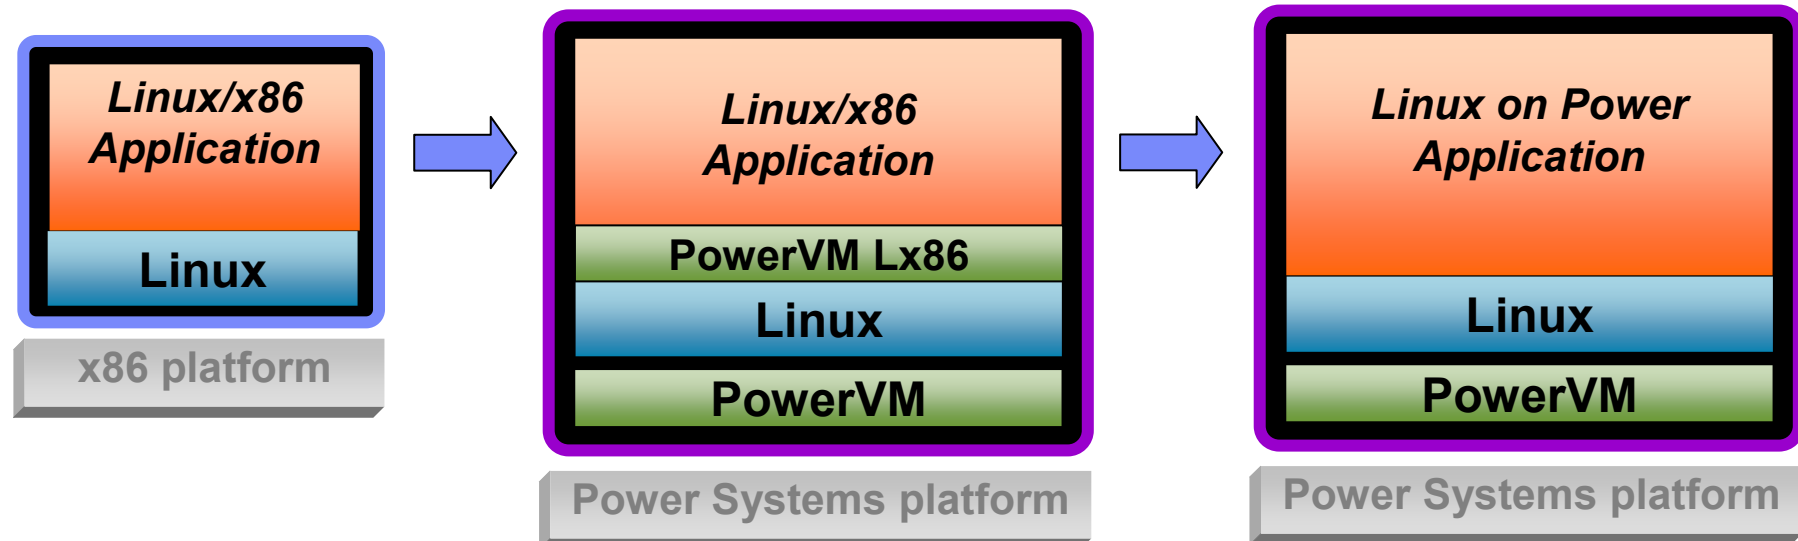 Linux/x86
Application
Linux
x86 platform
Linux/x86
Application
PowerVM Lx86
Linux
PowerVM
Power Systems platform
Linux on Power
Application
Linux
PowerVM
Power Systems platform